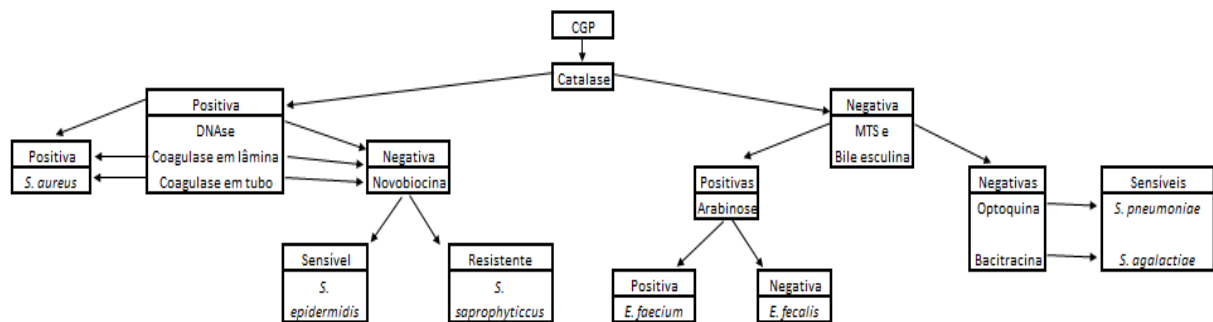 CGP
Catalase
Positiva
DNAse
Coagulase em lâmina
Coagulase em tubo
Positiva
S. aureus
Negativa
Novobiocina
Sensível
S.
epidermidis
Resistente
S.
saprophyticcus
Negativa
MTS e
Bile esculina
Positivas
Arabinose
Positiva
E. faecium
Negativa
E. fecalis
Negativas
Optoquina
Bacitracina
Sensíveis
S. pneumoniae
S. agalactiae